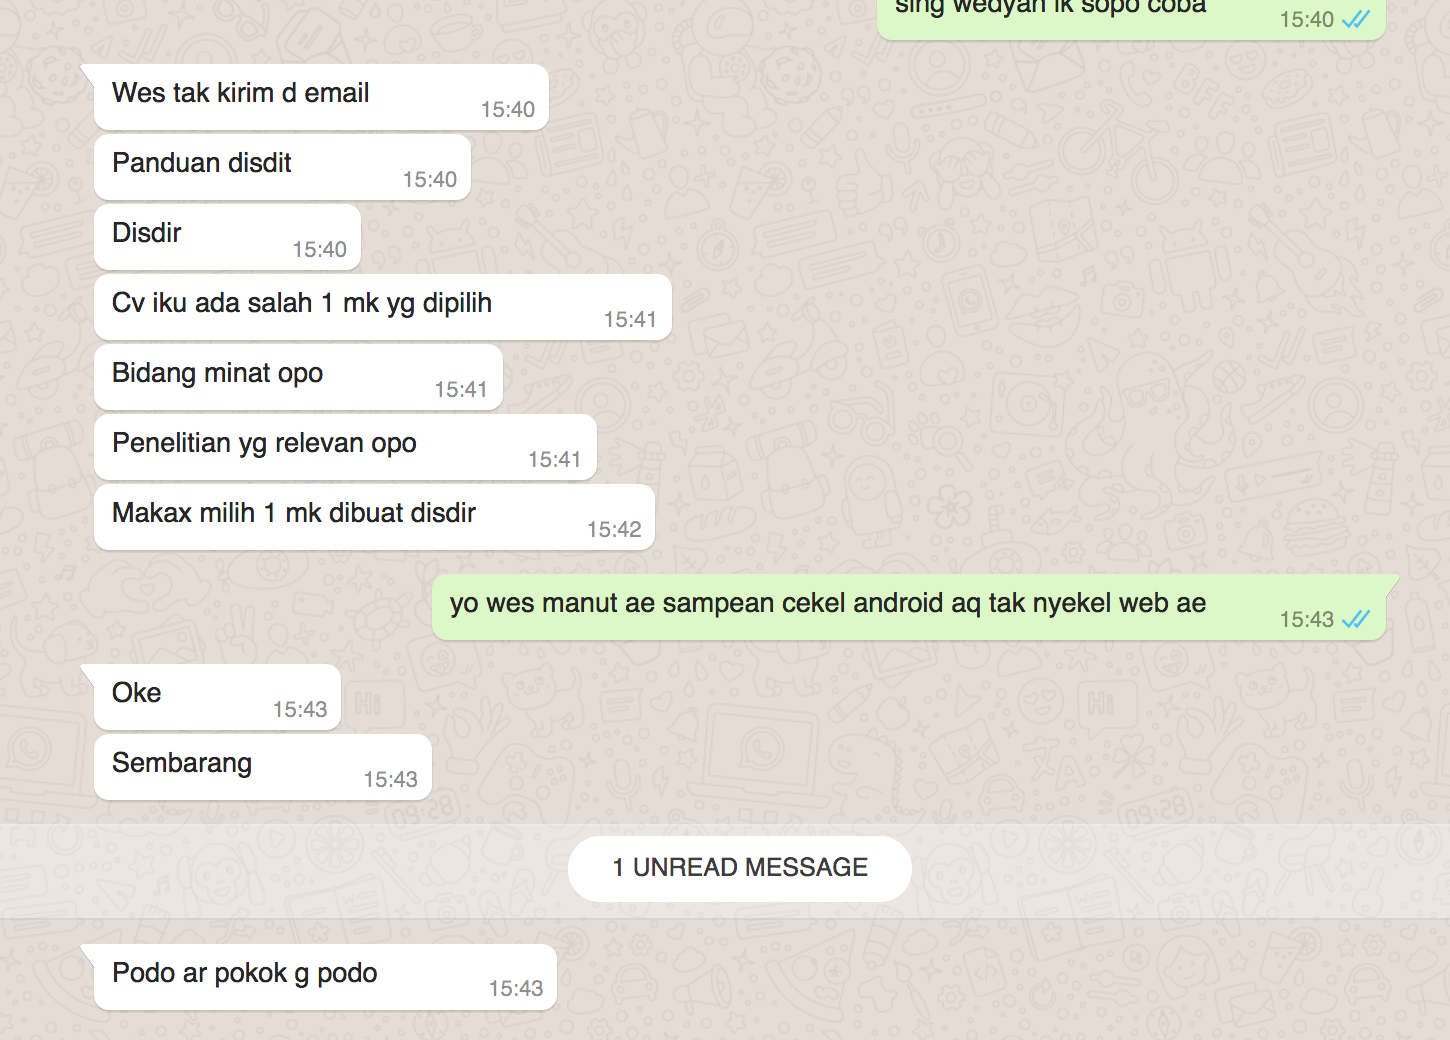 sing wedyan ik sopo coba
15:40
Wes tak kirim d email
15:40
Panduan disdit
15:40
Disdir
15:40
Cv iku ada salah 1 mk yg dipilih
15:41
Bidang minat opo
15:41
Penelitian yg relevan opo
15:41
Makax milih 1 mk dibuat disdir
15:42
yo wes manut ae sampean cekel android aq tak nyekel web ae
15:43
Oke
15:43
Sembarang
15:43
1 UNREAD MESSAGE
Podo ar pokok g podo
15:43